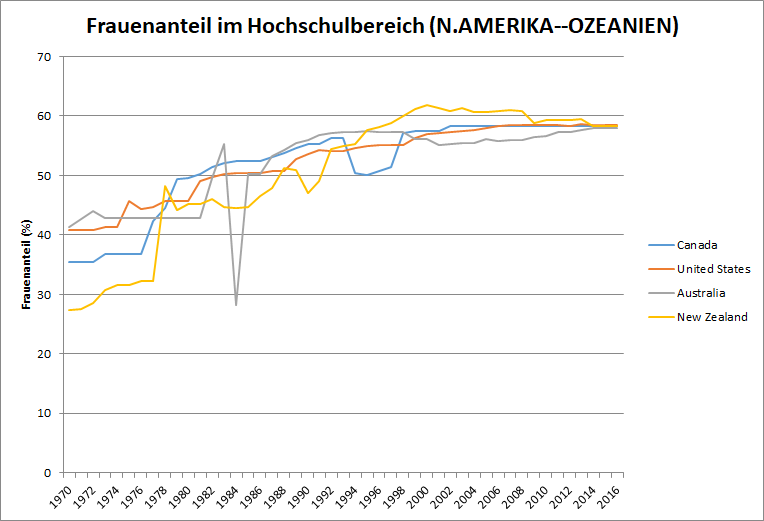 Frauenanteil im Hochschulbereich (N.AMERIKA--OZEANIEN)
70
60
50
40
30
20
10
0
Frauenanteil (%)
1970 1972 1974 1976 1978 1980 1982 1984 1986 1988 1990 1992 1994 1996 1998 2000 2002 2004 2006 2008 2010 2012 2014 2016
Canada
United States
Australia
New Zealand